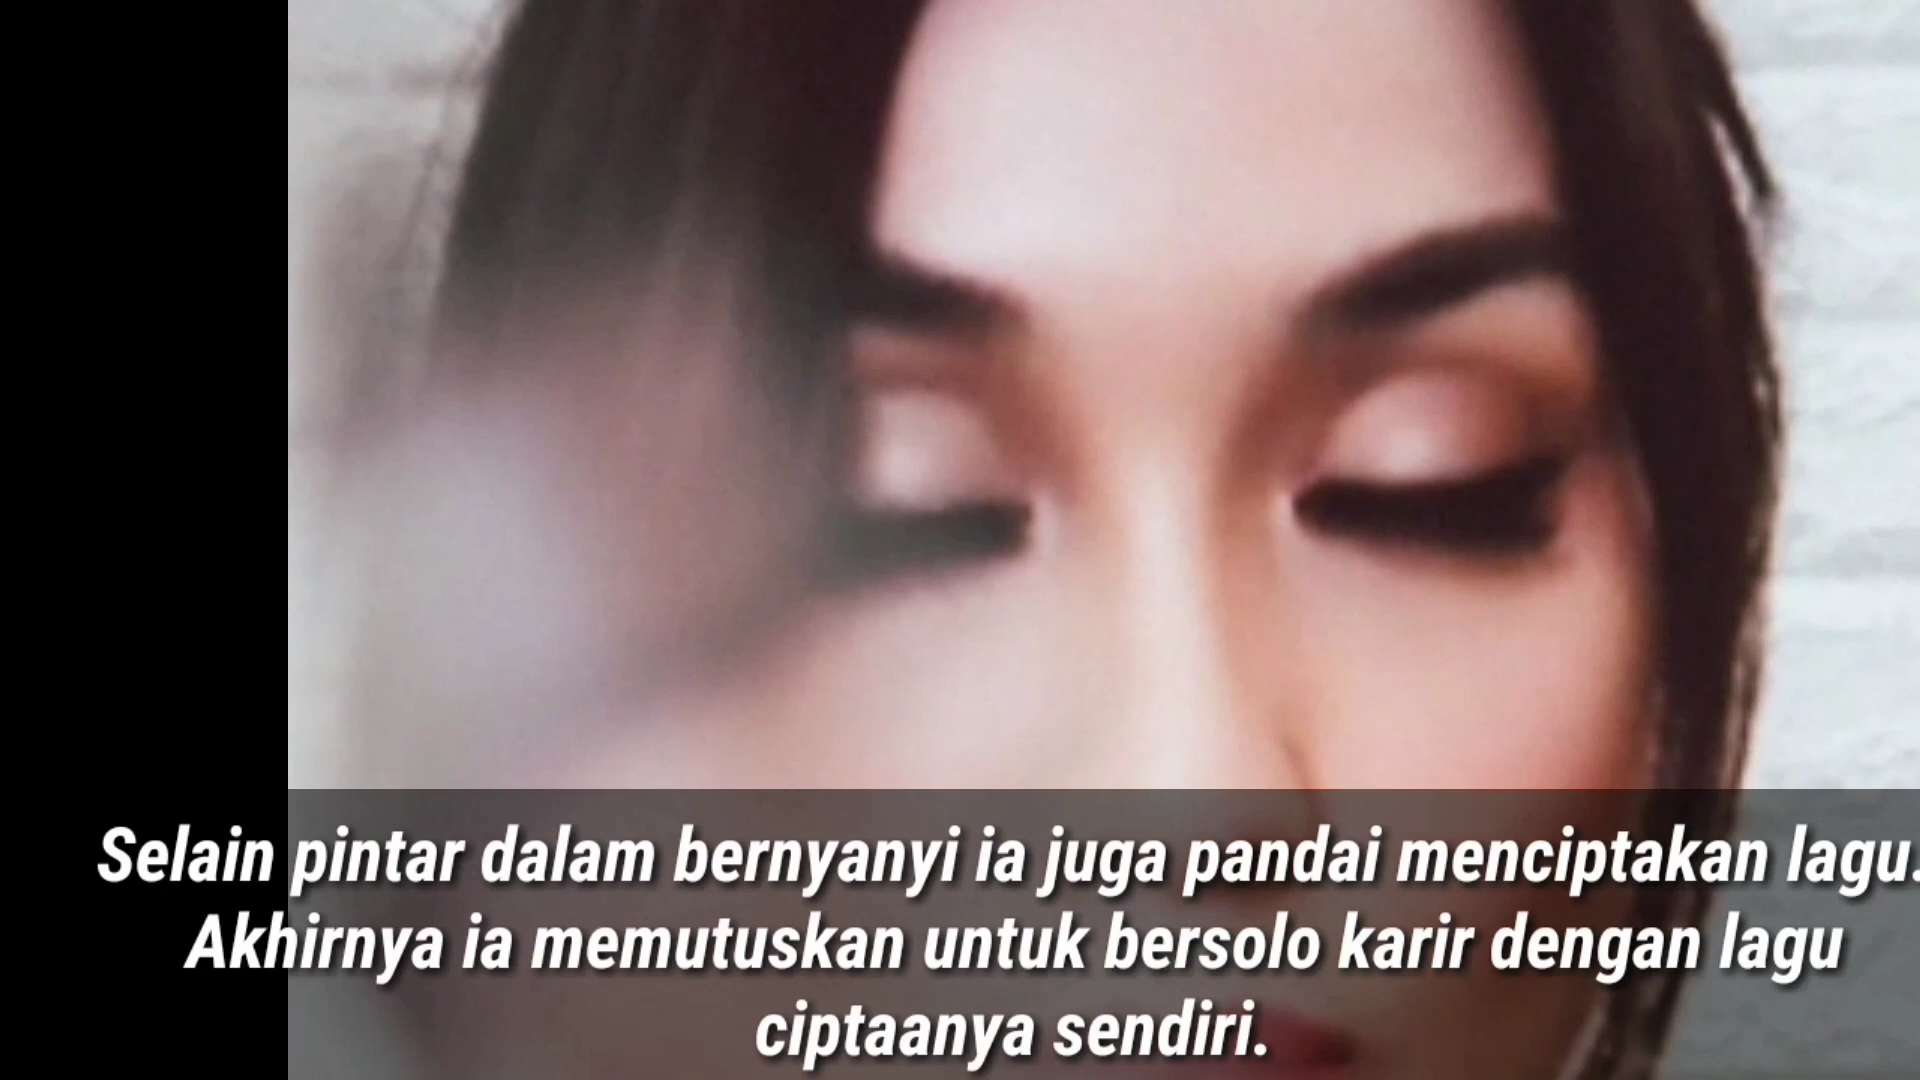 Selain pintar dalam bernyanyi ia juga pandai menciptakan lagu.
Akhirnya ia memutuskan untuk bersolo karir dengan lagu
ciptaanya sendiri.